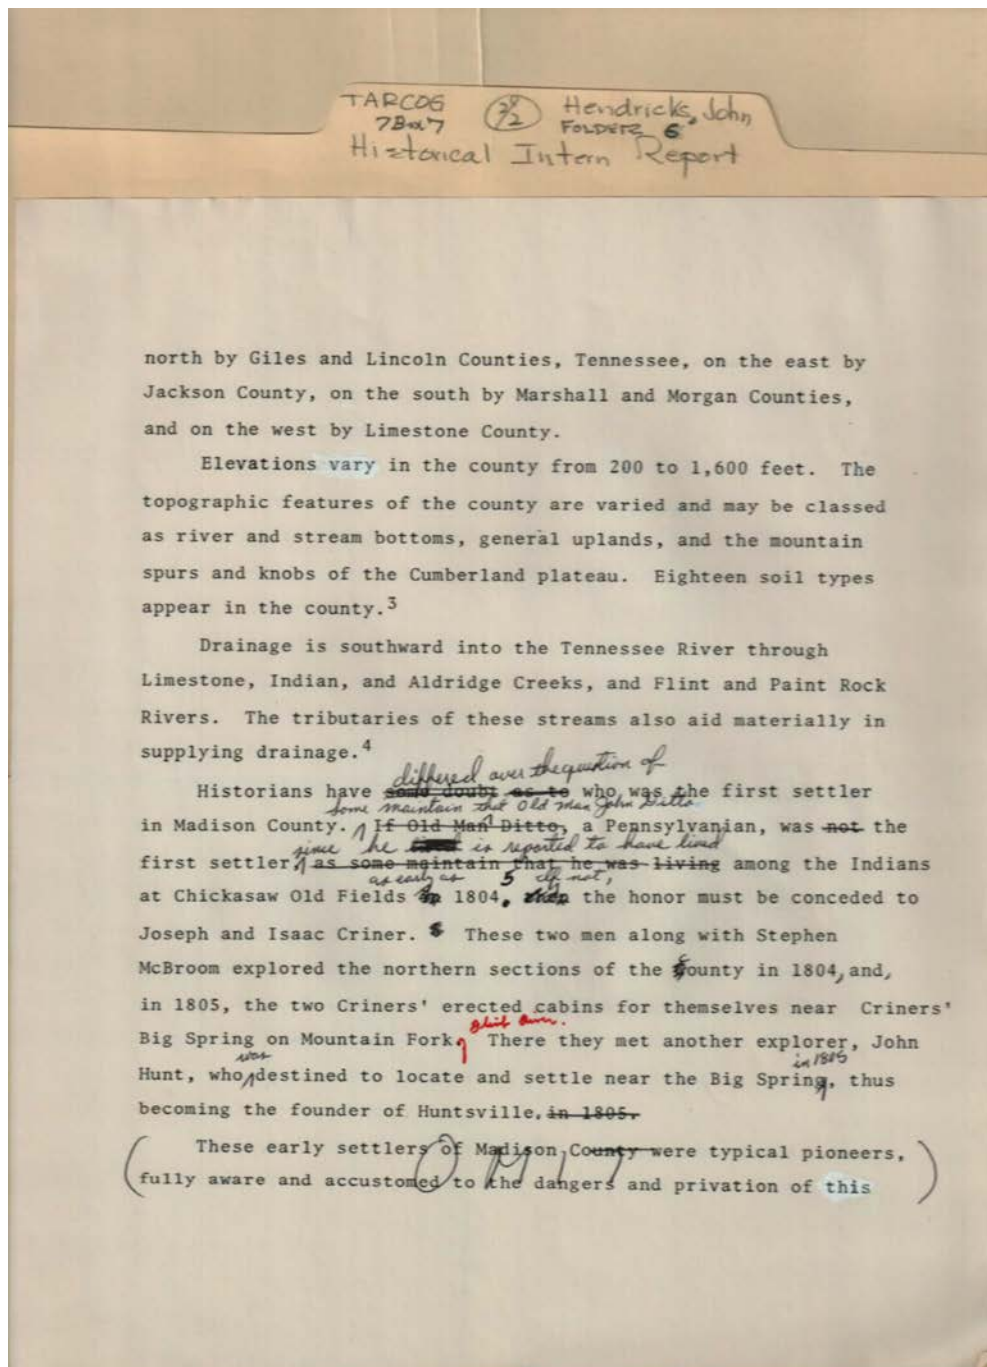 TARCOG Hendricks, John
7Box7 FOLDER 6
Historical Intern Report
north by Giles and Lincoln Counties, Tennessee, on the east by
Jackson County, on the south by Marshall and Morgan Counties,
and on the west by Limestone County.
Elevations vary in the county from 200 to 1,600 feet. The
topographic features of the county are varied and may be classed
as river and stream bottoms, general uplands, and the mountain
spurs and knobs of the Cumberland plateau. Eighteen soil types
appear in the county.3
Drainage is southward into the Tennessee River through
Limestone, Indian, and Aldridge Creeks, and Flint and Paint Rock
Rivers. The tributaries of these streams also aid materially in
supplying drainage.4
differed over the question of
Historians have some doubt as to who was the first settler
some maintain that Old Man John Ditto
in Madison County. If Old Man Ditto, a Pennsylvanian, was not the
since he is reported to have lived
first settler, as some maintain that he was living among the Indians
as early as 5 If not,
at Chickasaw Old Fields in 1804. then the honor must be conceded to
Joseph and Isaac Criner. These two men along with Stephen
McBroom explored the northern sections of the county in 1804, and,
in 1805, the two Criners' erected cabins for themselves near Criners'
Flint River.
Big Spring on Mountain Fork. There they met another explorer, John
was in 1805
Hunt, who destined to locate and settle near the Big Spring, thus
becoming the founder of Huntsville. in 1805.
These early settlers of Madison County were typical pioneers,
fully aware and accustomed to the dangers and privation of this